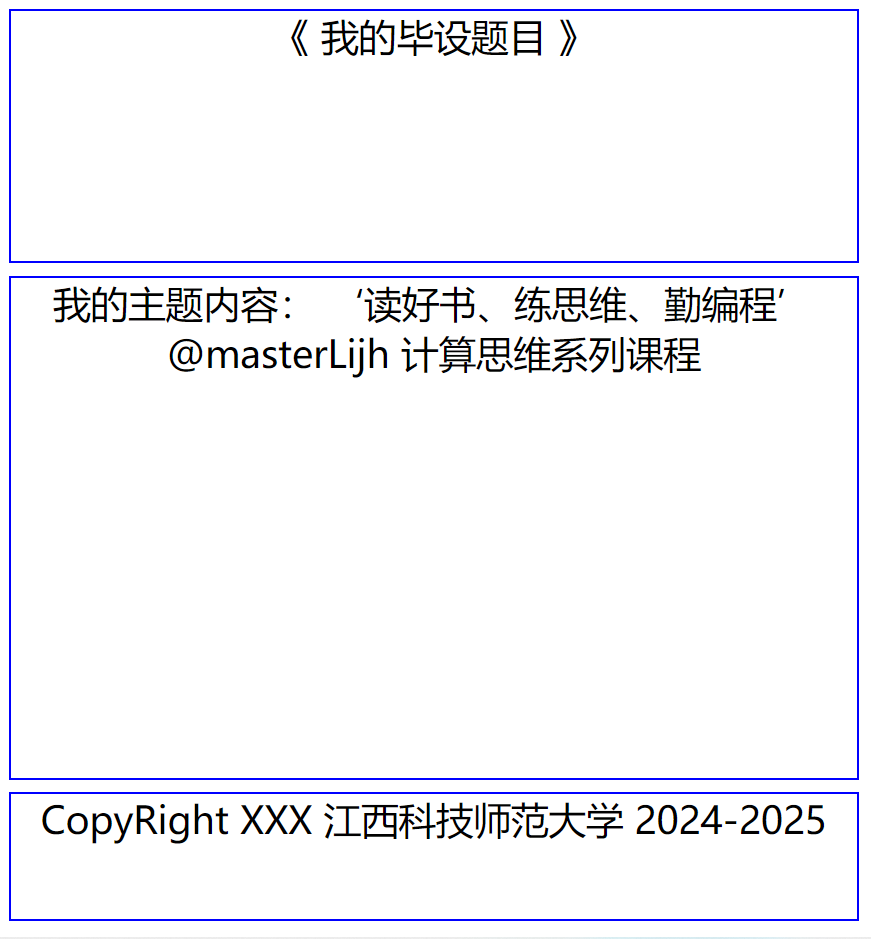 《 我的毕设题目 》
我的主题内容： ‘读好书、练思维、勤编程’
@masterLijh 计算思维系列课程
CopyRight XXX 江西科技师范大学 2024-2025